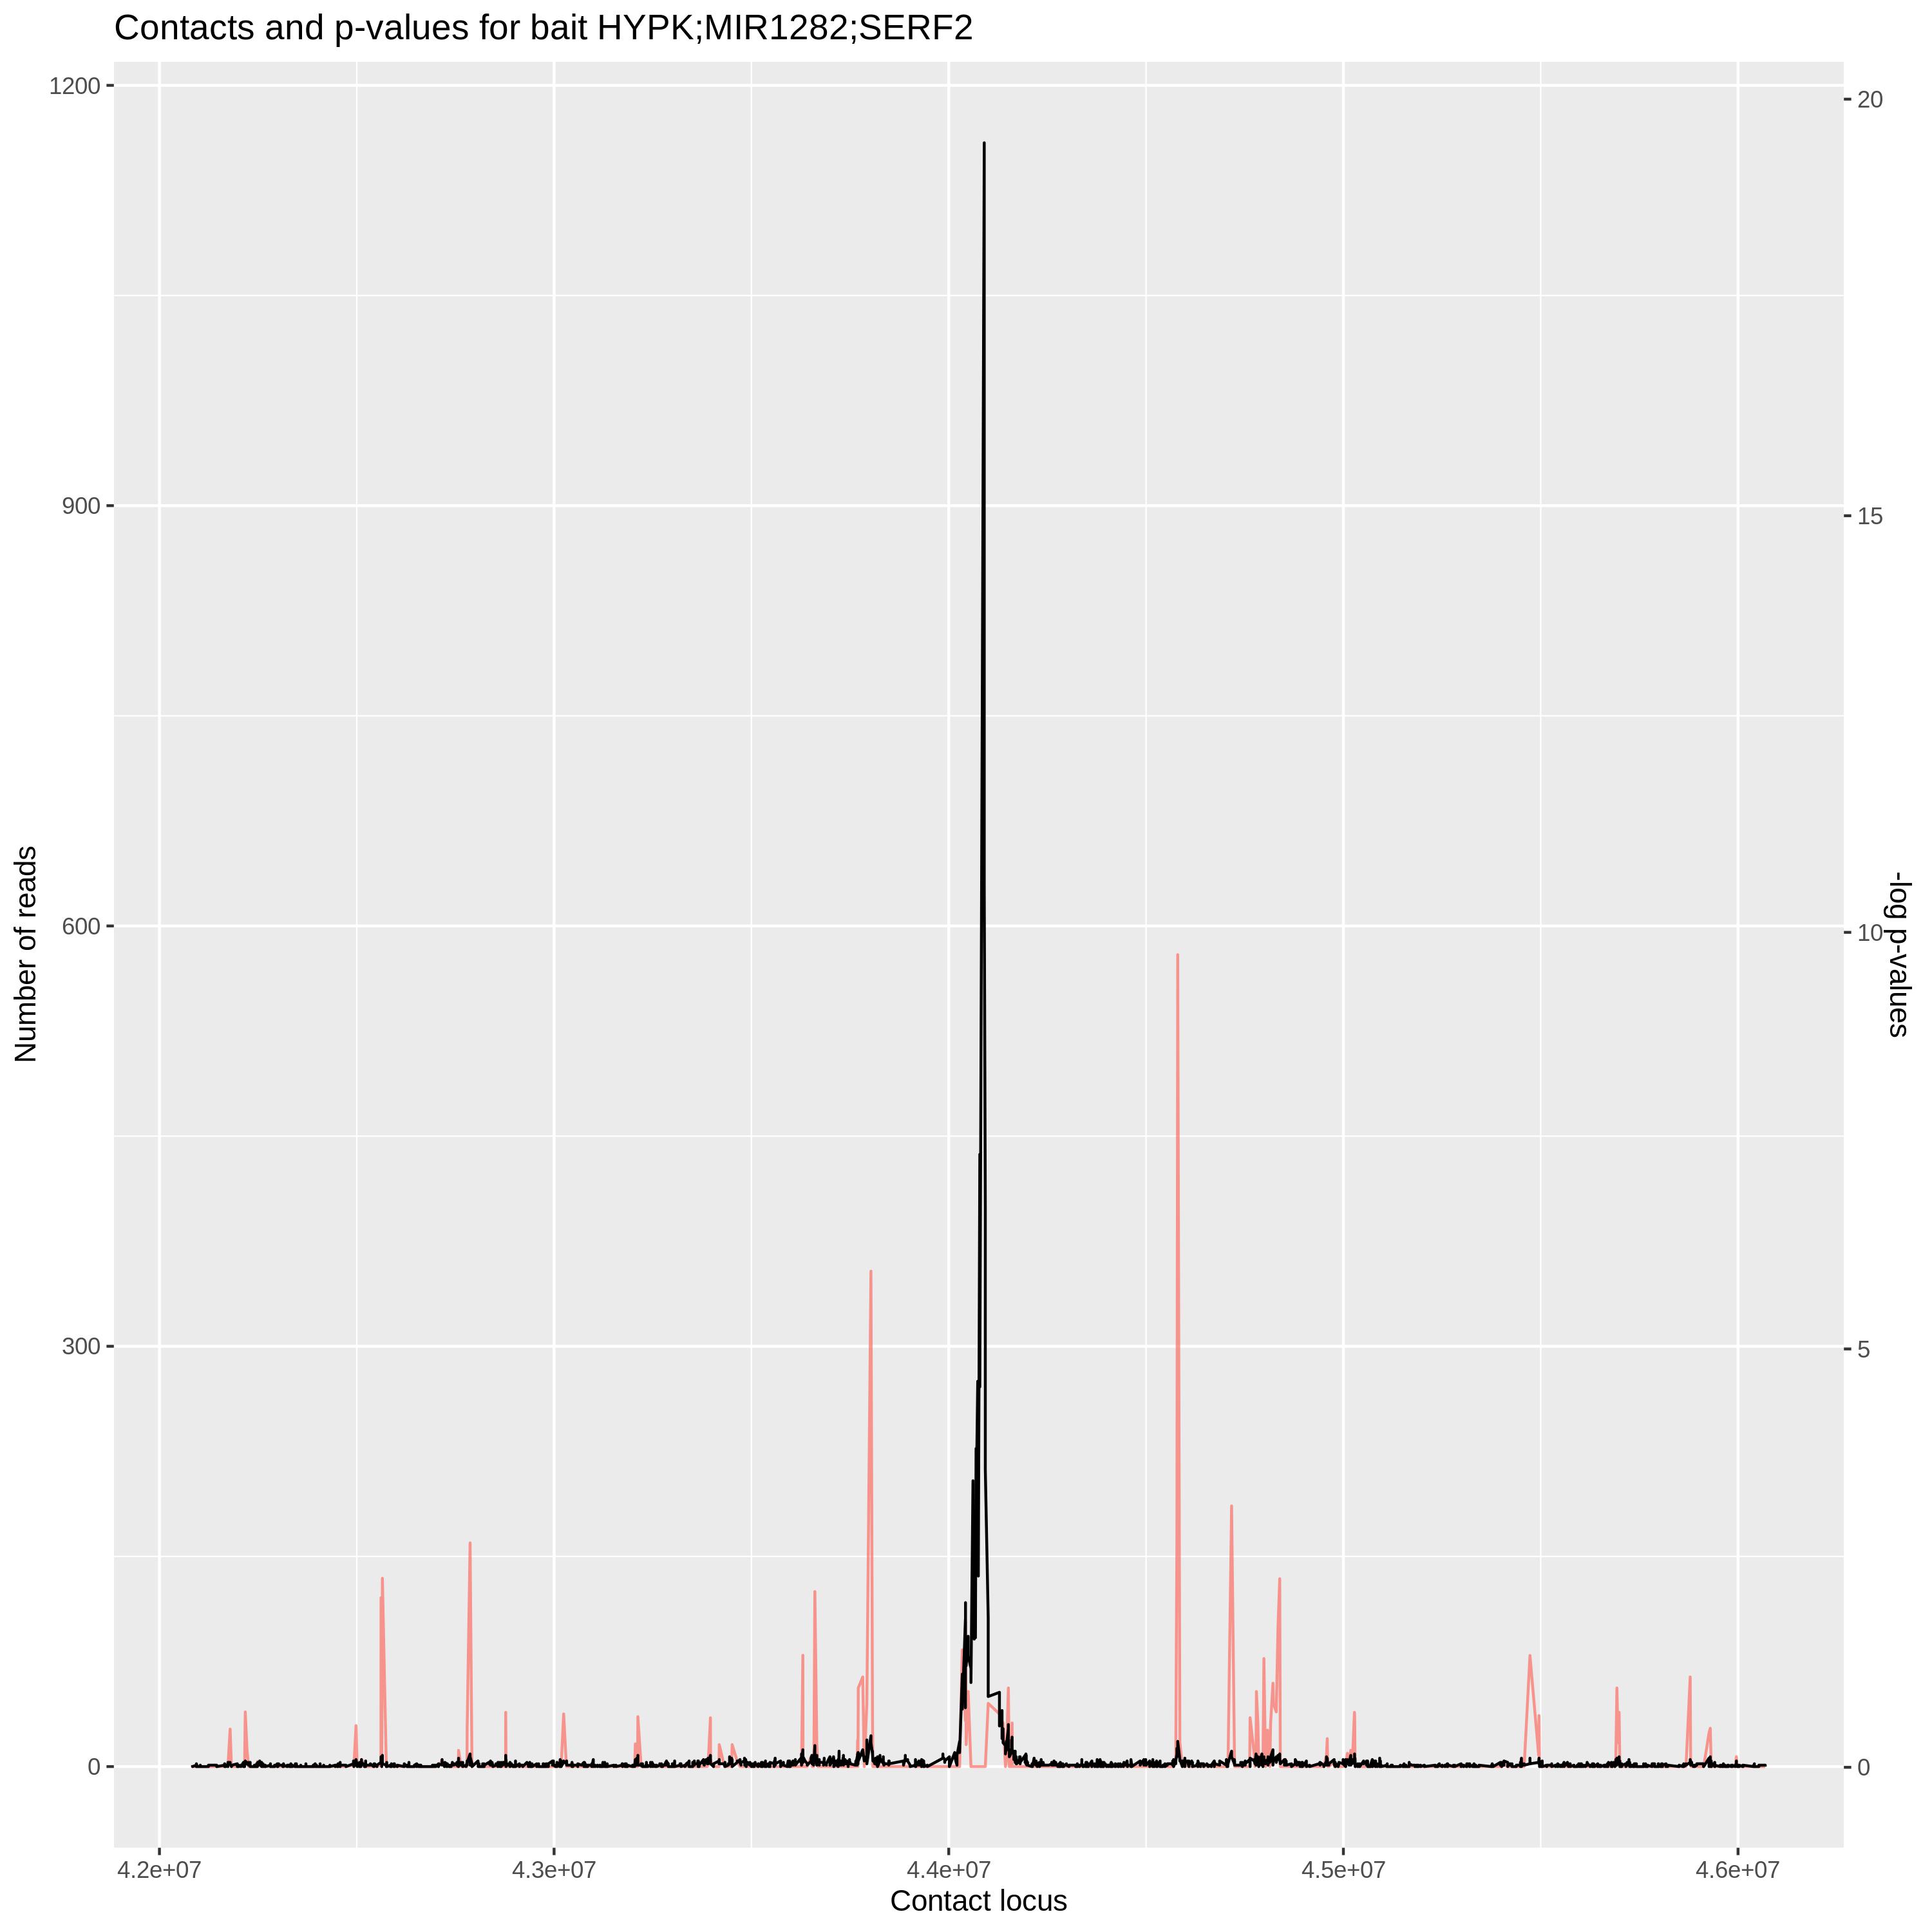 Contacts and p-values for bait HYPK;MIR1282;SERF2
1200
900
600
300
0
Number of reads
20
15
10
5
0
-log p-values
4.2e+07
4.3e+07
4.4e+07
4.5e+07
4.6e+07
Contact locus